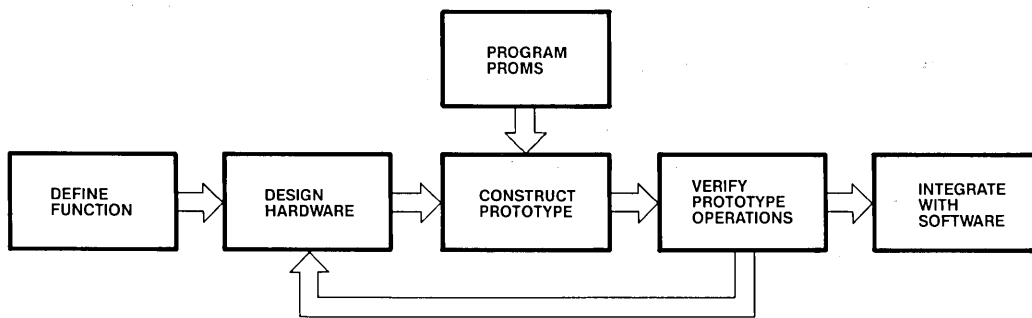 PROGRAM
PROMS
DEFINE
FUNCTION
DESIGN
HARDWARE
CONSTRUCT
PROTOTYPE
VERIFY
PROTOTYPE
OPERATIONS
INTEGRATE
WITH
SOFTWARE